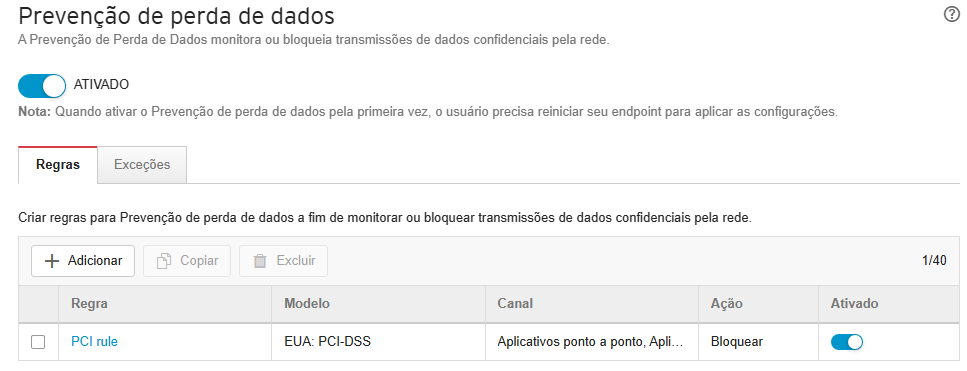 Prevenção de perda de dados
A Prevenção de Perda de Dados monitora ou bloqueia transmissões de dados confidenciais pela rede.
ATIVADO
Nota: Quando ativar o Prevenção de perda de dados pela primeira vez, o usuário precisa reiniciar seu endpoint para aplicar as configurações.
Regras Exceções
Criar regras para Prevenção de perda de dados a fim de monitorar ou bloquear transmissões de dados confidenciais pela rede.
Adicionar Copiar Excluir 1/40
Regra Modelo Canal Ação Ativado
PCI rule EUA: PCI-DSS Aplicativos ponto a ponto, Apli... Bloquear